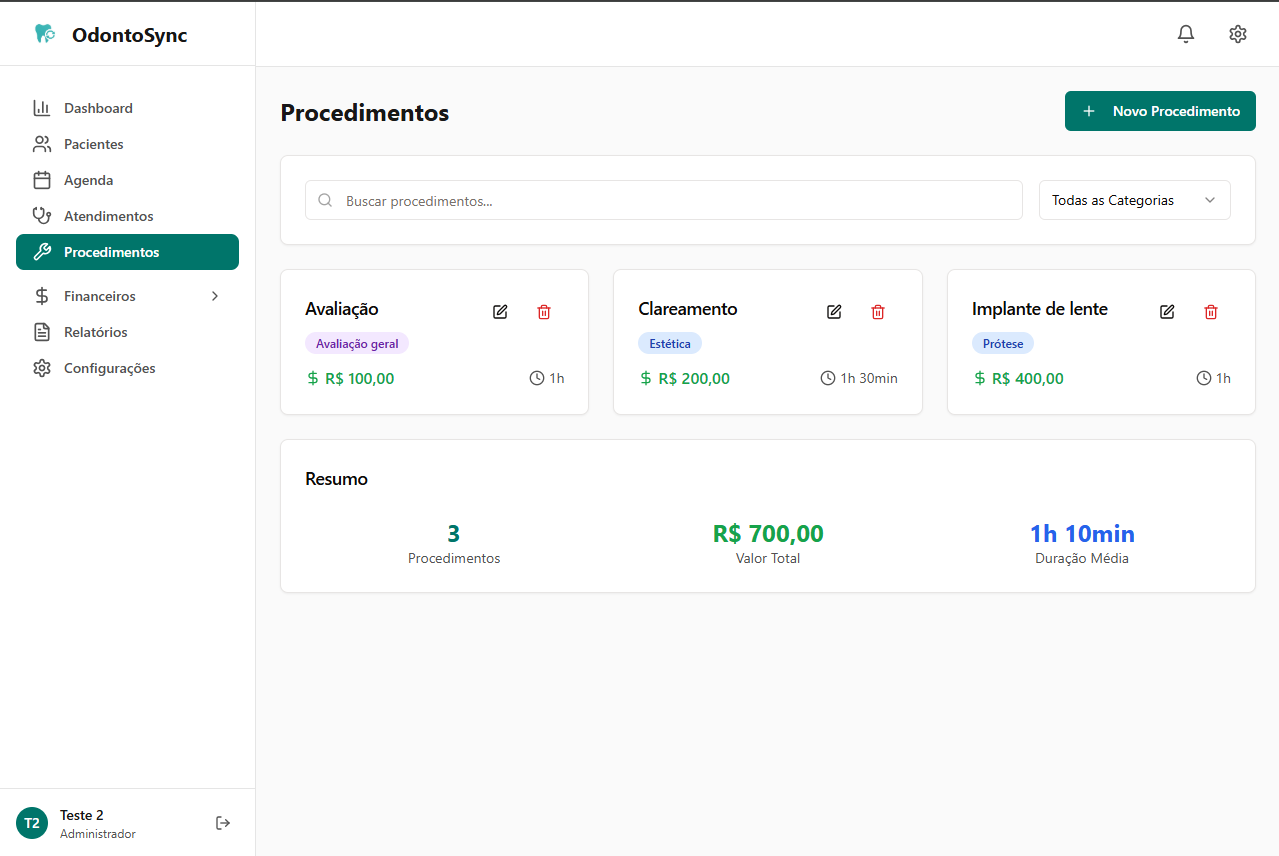 OdontoSync
Dashboard
Pacientes
Agenda
Atendimentos
Procedimentos
Financeiros
Relatórios
Configurações
T2
Teste 2
Administrador
Procedimentos
Novo Procedimento
Buscar procedimentos...
Todas as Categorias
Avaliação
Avaliação geral
$ R$ 100,00
1h
Clareamento
Estética
$ R$ 200,00
1h 30min
Implante de lente
Prótese
$ R$ 400,00
1h
Resumo
3
Procedimentos
R$ 700,00
Valor Total
1h 10min
Duração Média